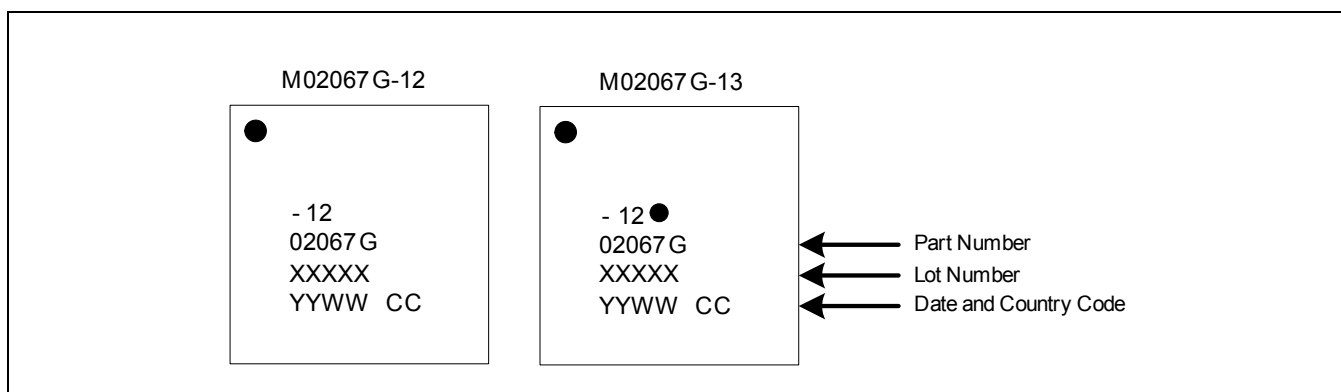 M02067G-12
M02067G-13
- 12
02067G
XXXXX
YYWW CC
- 12
02067G
XXXXX
YYWW CC
Part Number
Lot Number
Date and Country Code